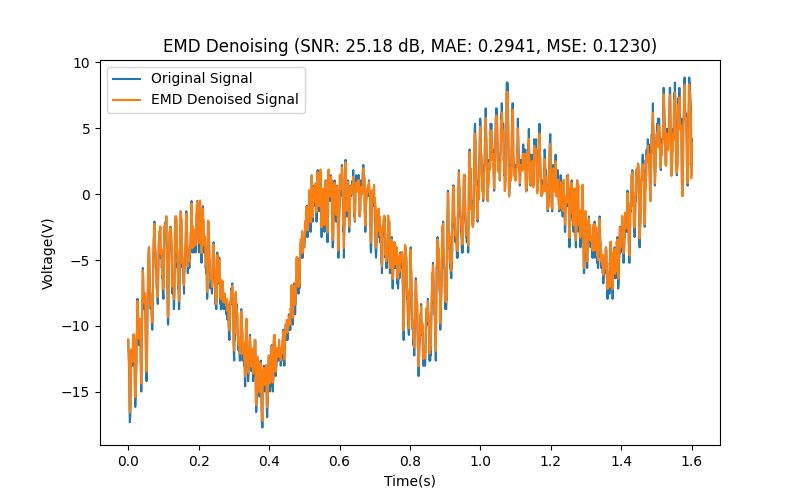 EMD Denoising (SNR: 25.18 dB, MAE: 0.2941, MSE: 0.1230)
Original Signal
EMD Denoised Signal
10
5
0
−5
−10
−15
Voltage(V)
0.0 0.2 0.4 0.6 0.8 1.0 1.2 1.4 1.6
Time(s)